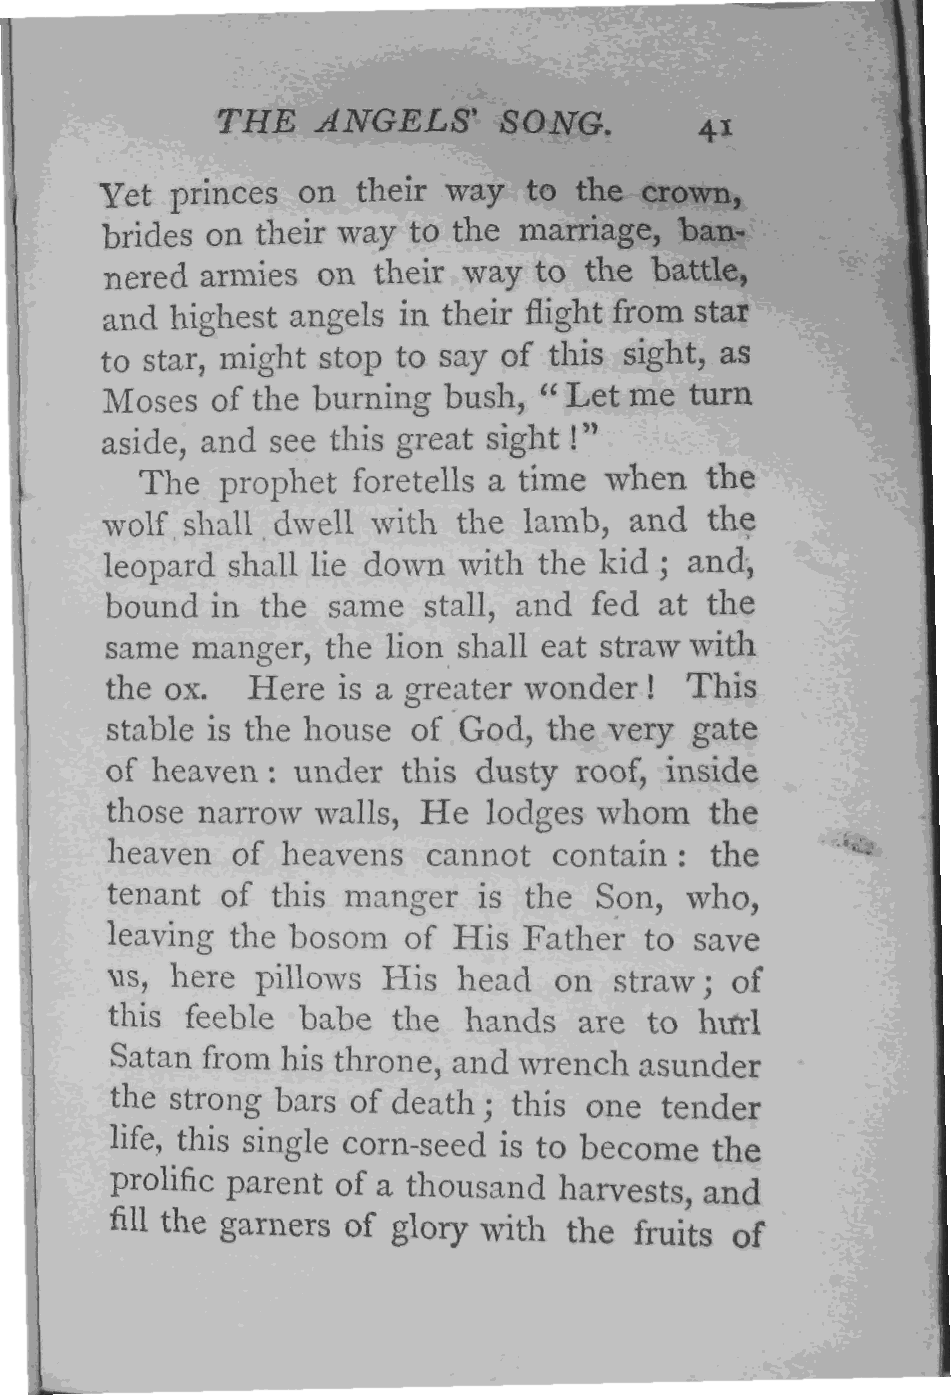 THE ANGELS' SONG. 41
Yet princes on their way to the crown,
brides on their way to the marriage, ban-
nered armies on their way to the battle,
and highest angels in their flight from star
to star, might stop to say of this sight, as
Moses of the burning bush, “Let me turn
aside, and see this great sight!”
The prophet foretells a time when the
wolf shall dwell with the lamb, and the
leopard shall lie down with the kid; and,
bound in the same stall, and fed at the
same manger, the lion shall eat straw with
the ox. Here is a greater wonder! This
stable is the house of God, the very gate
of heaven: under this dusty roof, inside
those narrow walls, He lodges whom the
heaven of heavens cannot contain: the
tenant of this manger is the Son, who,
leaving the bosom of His Father to save
us, here pillows His head on straw; of
this feeble babe the hands are to hurl
Satan from his throne, and wrench asunder
the strong bars of death; this one tender
life, this single corn-seed is to become the
prolific parent of a thousand harvests, and
fill the garners of glory with the fruits of